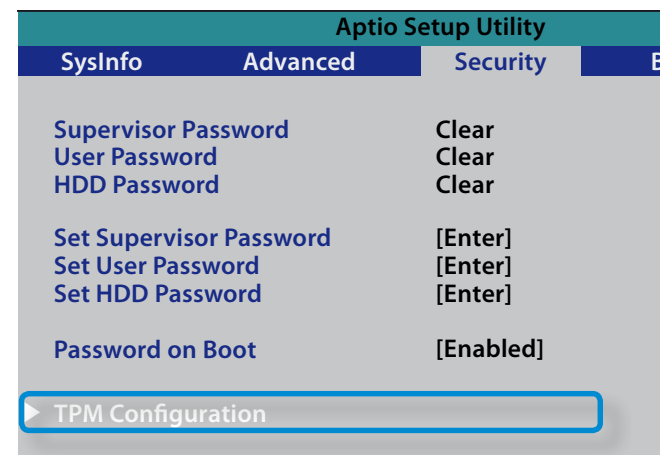 Aptio Setup Utility
SysInfo Advanced Security B
Supervisor Password Clear
User Password Clear
HDD Password Clear
Set Supervisor Password [Enter]
Set User Password [Enter]
Set HDD Password [Enter]
Password on Boot [Enabled]
TPM Configuration